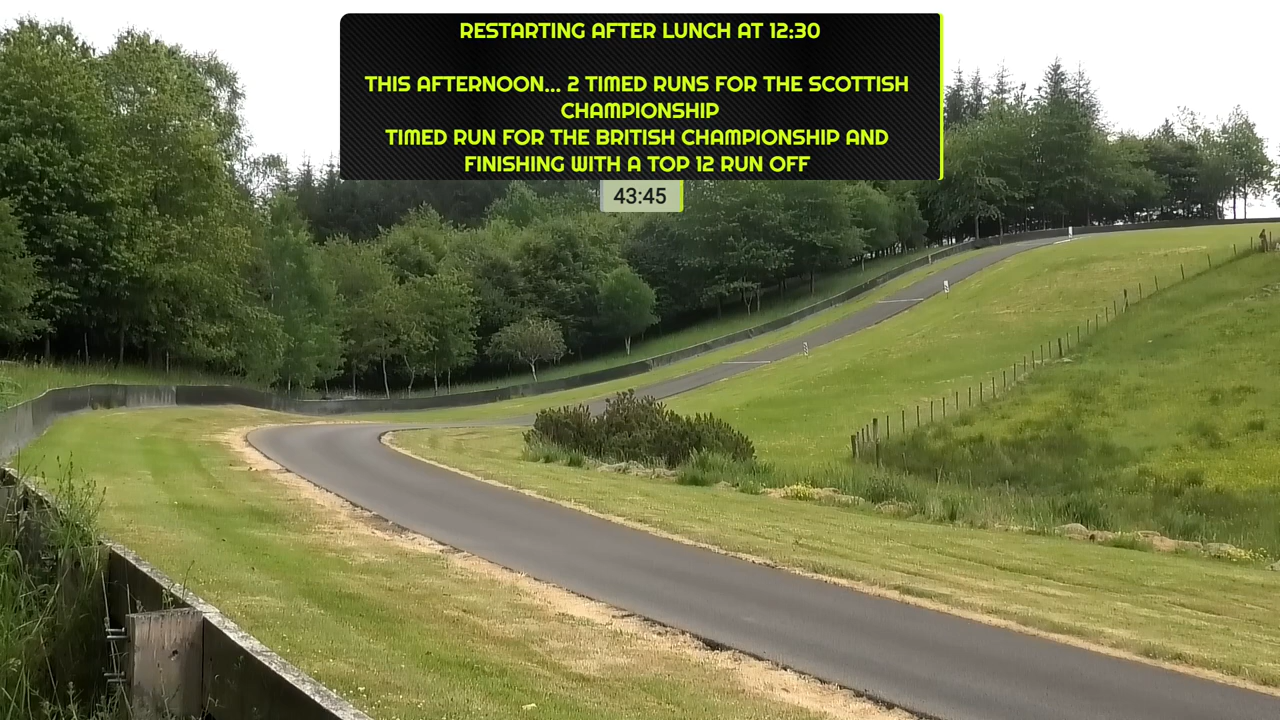 RESTARTING AFTER LUNCH AT 12:30
THIS AFTERNOON... 2 TIMED RUNS FOR THE SCOTTISH
CHAMPIONSHIP
TIMED RUN FOR THE BRITISH CHAMPIONSHIP AND
FINISHING WITH A TOP 12 RUN OFF
43:45